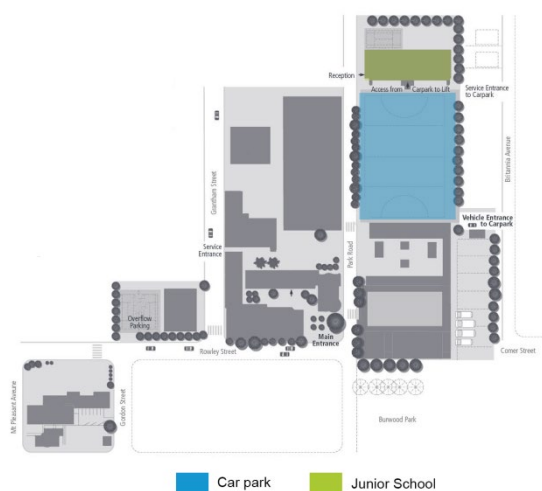 Reception
Access from Carpark to Lift
Service Entrance
to Carpark
Britannia Avenue
Grantham Street
Vehicle Entrance
to Carpark
Service
Entrance
Park Road
Overflow
Parking
Main
Entrance
Rowley Street
Comer Street
Mt Pleasant Aveune
Gordon Street
Burwood Park
Car park
Junior School